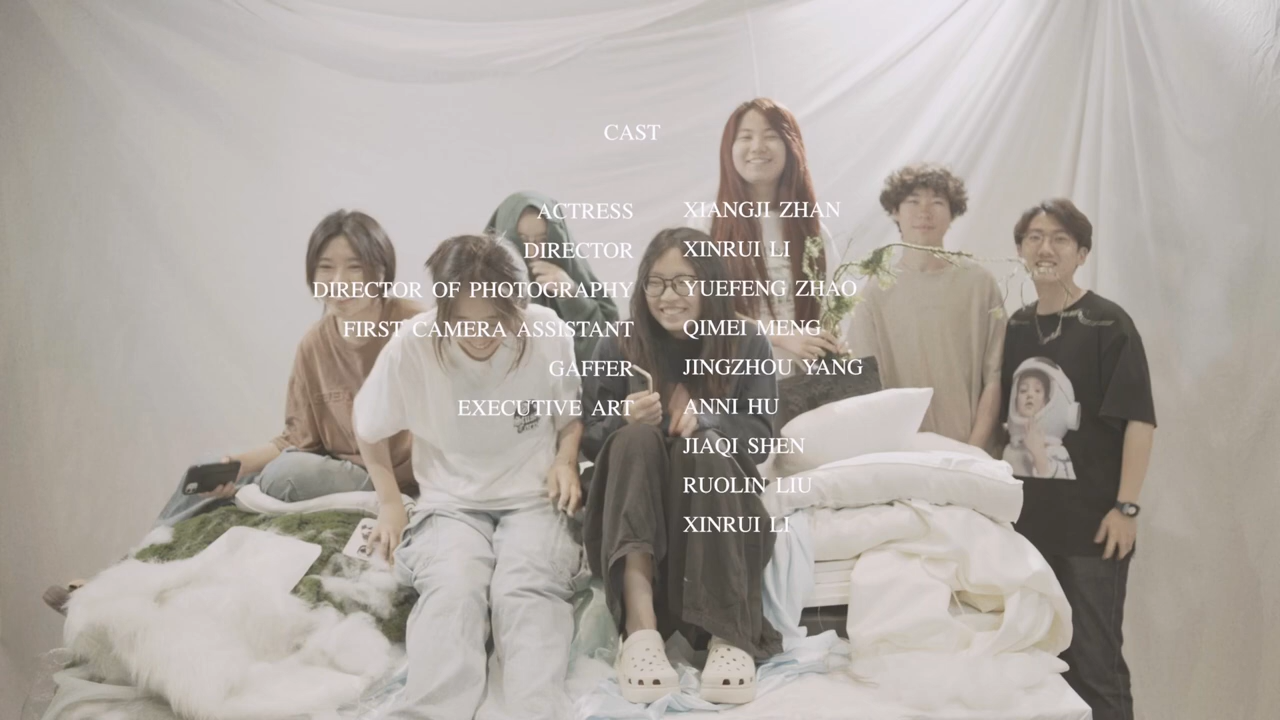 CAST
ACTRESS XIANGJI ZHAN
DIRECTOR XINRUI LI
DIRECTOR OF PHOTOGRAPHY YUEFENG ZHAO
FIRST CAMERA ASSISTANT QIMEI MENG
GAFFER JINGZHOU YANG
EXECUTIVE ART ANNI HU
JIAQI SHEN
RUOLIN LIU
XINRUI LI